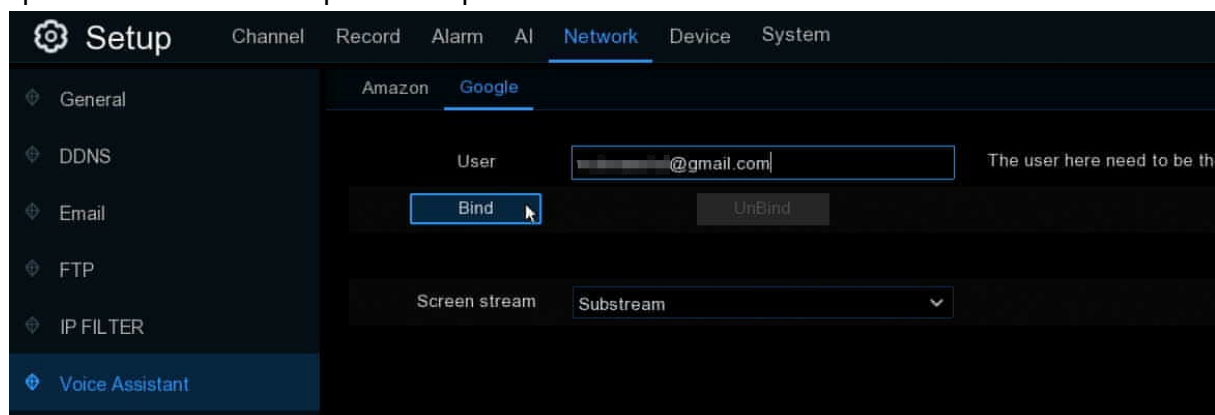 Setup Channel Record Alarm AI Network Device System
Amazon Google
General
DDNS
User @gmail.com The user here need to be th
Bind UnBind
Email
FTP
Screen stream Substream
IP FILTER
Voice Assistant